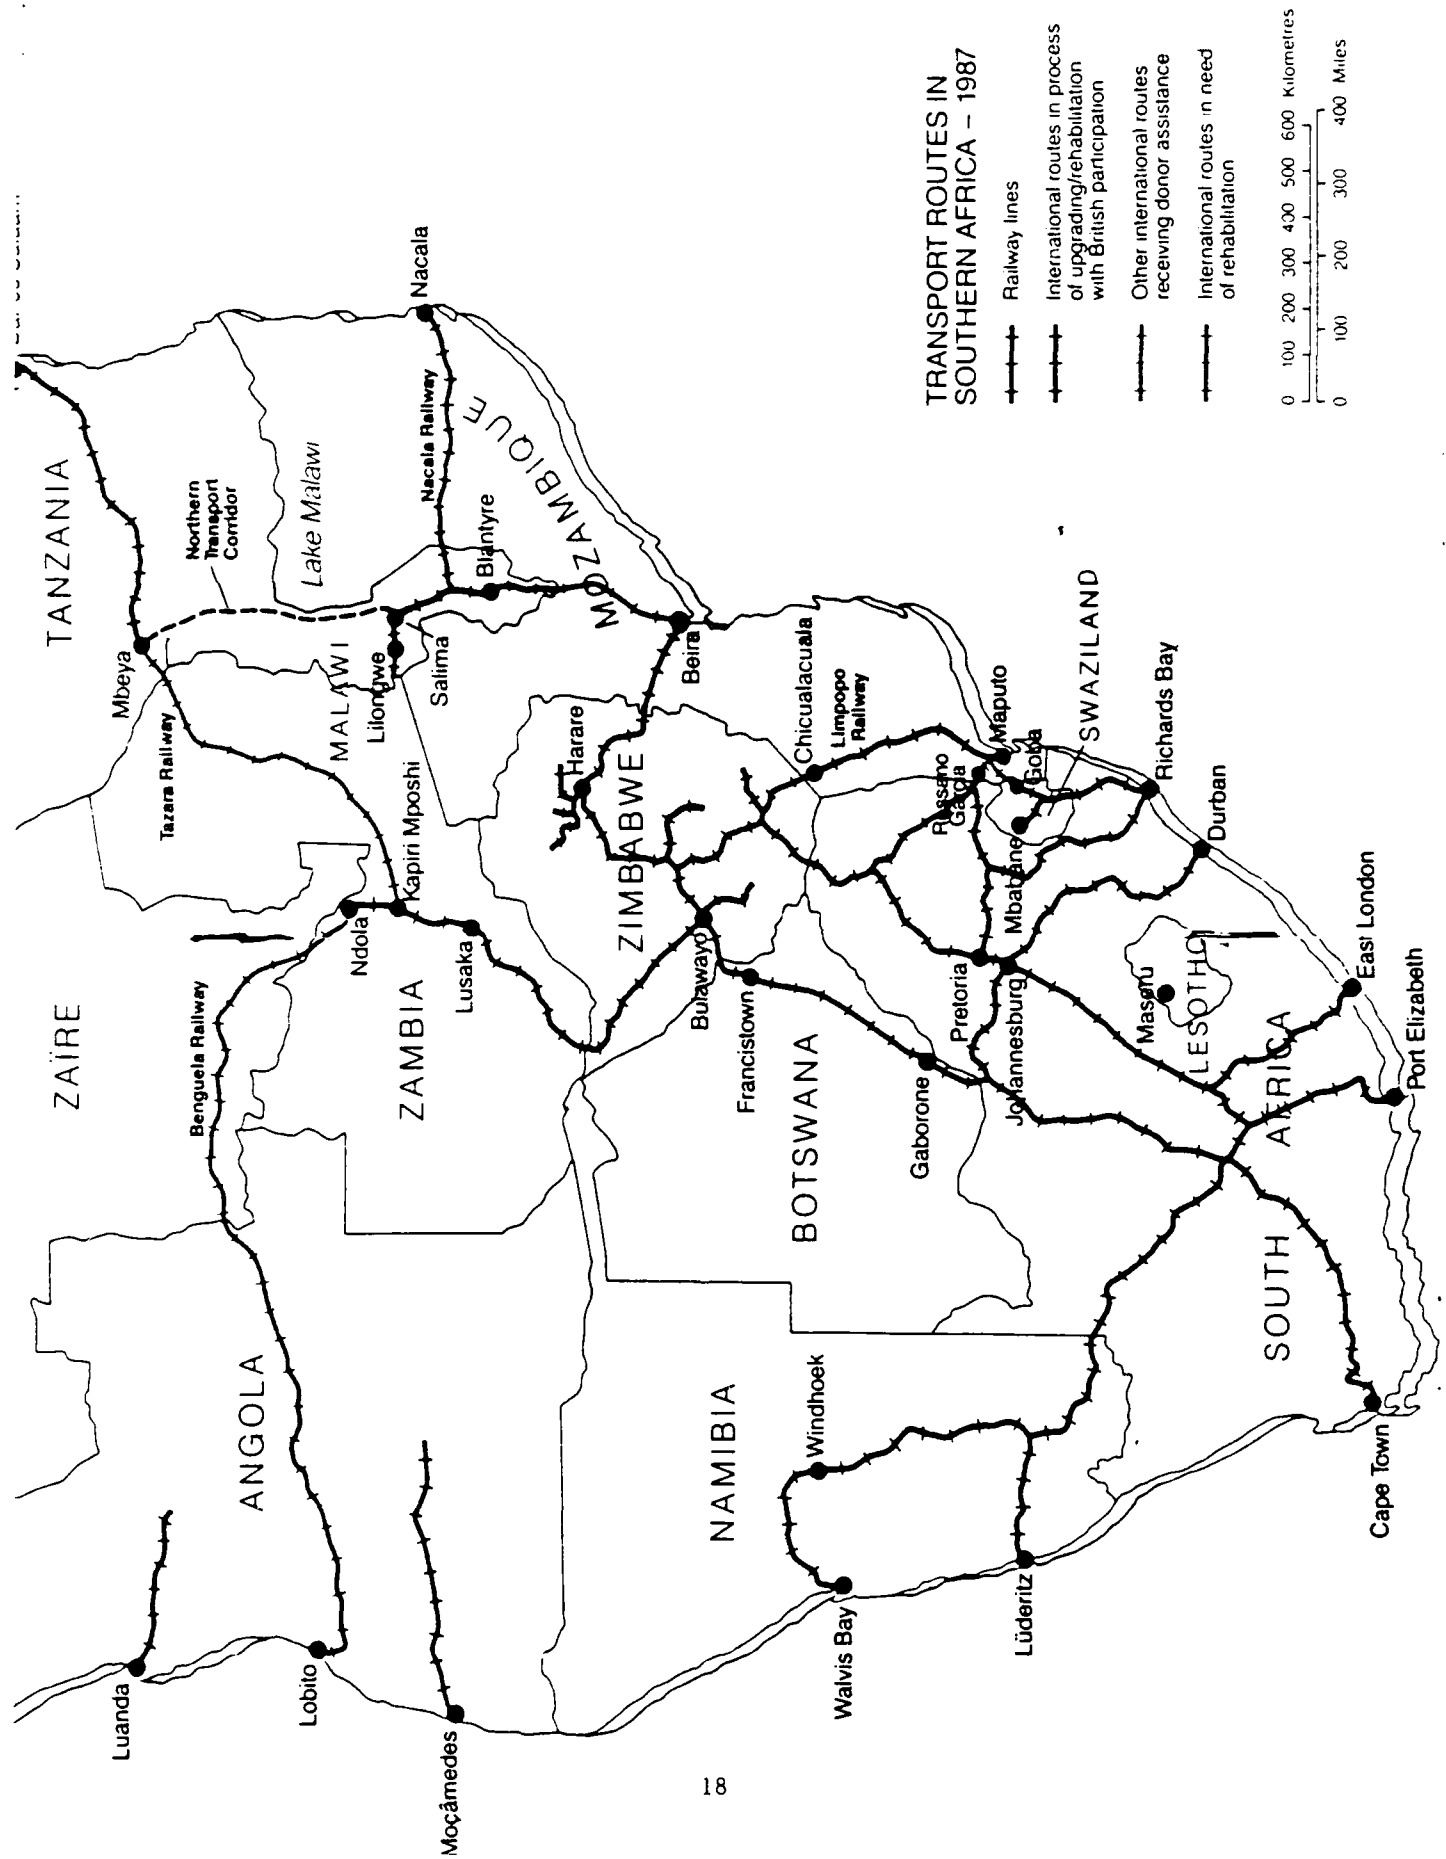 TRANSPORT ROUTES IN
SOUTHERN AFRICA – 1987
Railway lines
International routes in process
of upgrading/rehabilitation
with British participation
Other international routes
receiving donor assistance
International routes in need
of rehabilitation
0 100 200 300 400 500 600 Kilometres
0 100 200 300 400 Miles
ZAÏRE
TANZANIA
Mbeya
Northern
Transport
Corridor
Tazara Railway
Lake Malawi
MALAWI
Lilongwe
Salima
Nacala
Nacala Railway
Blantyre
MOZAMBIQUE
Beira
Benguela Railway
Ndola
Kapiri Mposhi
Lusaka
ZAMBIA
Luanda
Lobito
Moçâmedes
ANGOLA
Harare
ZIMBABWE
Bulawayo
Francistown
BOTSWANA
Gaborone
Chicualacuala
Limpopo
Railway
Maputo
Goba
Ressano
Garcia
SWAZILAND
Mbabane
Richards Bay
Durban
Pretoria
Johannesburg
Maseru
LESOTHO
East London
Port Elizabeth
SOUTH AFRICA
Cape Town
NAMIBIA
Windhoek
Walvis Bay
Lüderitz
18